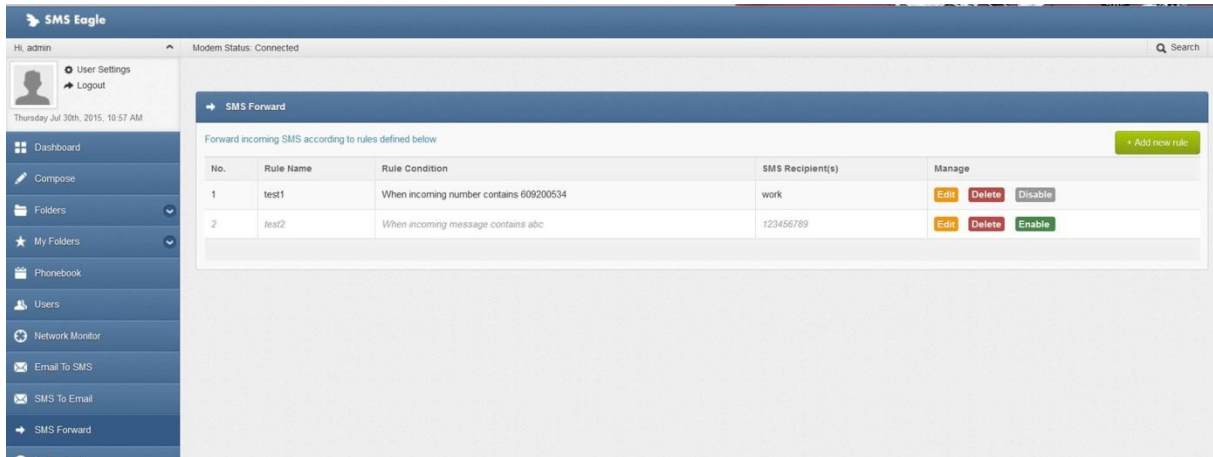 SMS Eagle
Hi, admin
Modem Status: Connected
Search
User Settings
Logout
Thursday Jul 30th, 2015, 10:57 AM
SMS Forward
Forward incoming SMS according to rules defined below
+ Add new rule
No. Rule Name Rule Condition SMS Recipient(s) Manage
1 test1 When incoming number contains 609200534 work Edit Delete Disable
2 test2 When incoming message contains abc 123456789 Edit Delete Enable
Dashboard
Compose
Folders
My Folders
Phonebook
Users
Network Monitor
Email To SMS
SMS To Email
SMS Forward